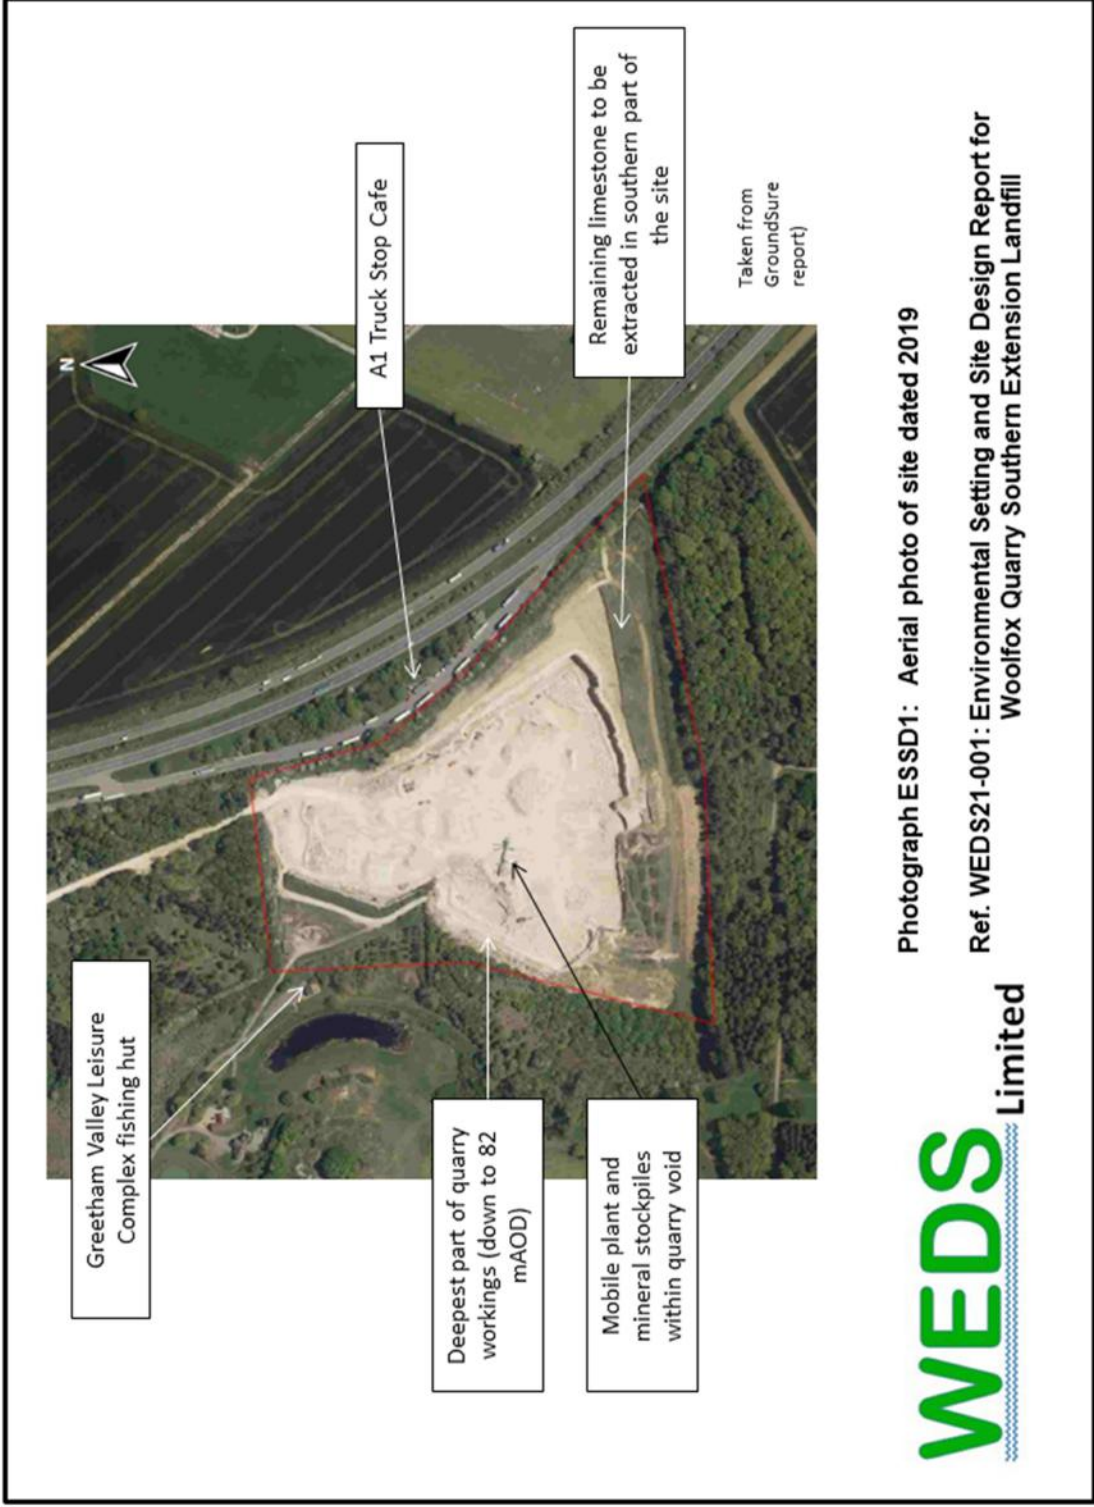 Greetham Valley Leisure
Complex fishing hut
N
A1 Truck Stop Cafe
Deepest part of quarry
workings (down to 82
mAOD)
Mobile plant and
mineral stockpiles
within quarry void
Remaining limestone to be
extracted in southern part of
the site
Taken from
GroundSure
report)
Photograph ESSD1: Aerial photo of site dated 2019
Ref. WEDS21-001: Environmental Setting and Site Design Report for
Woolfox Quarry Southern Extension Landfill
WEDS
Limited